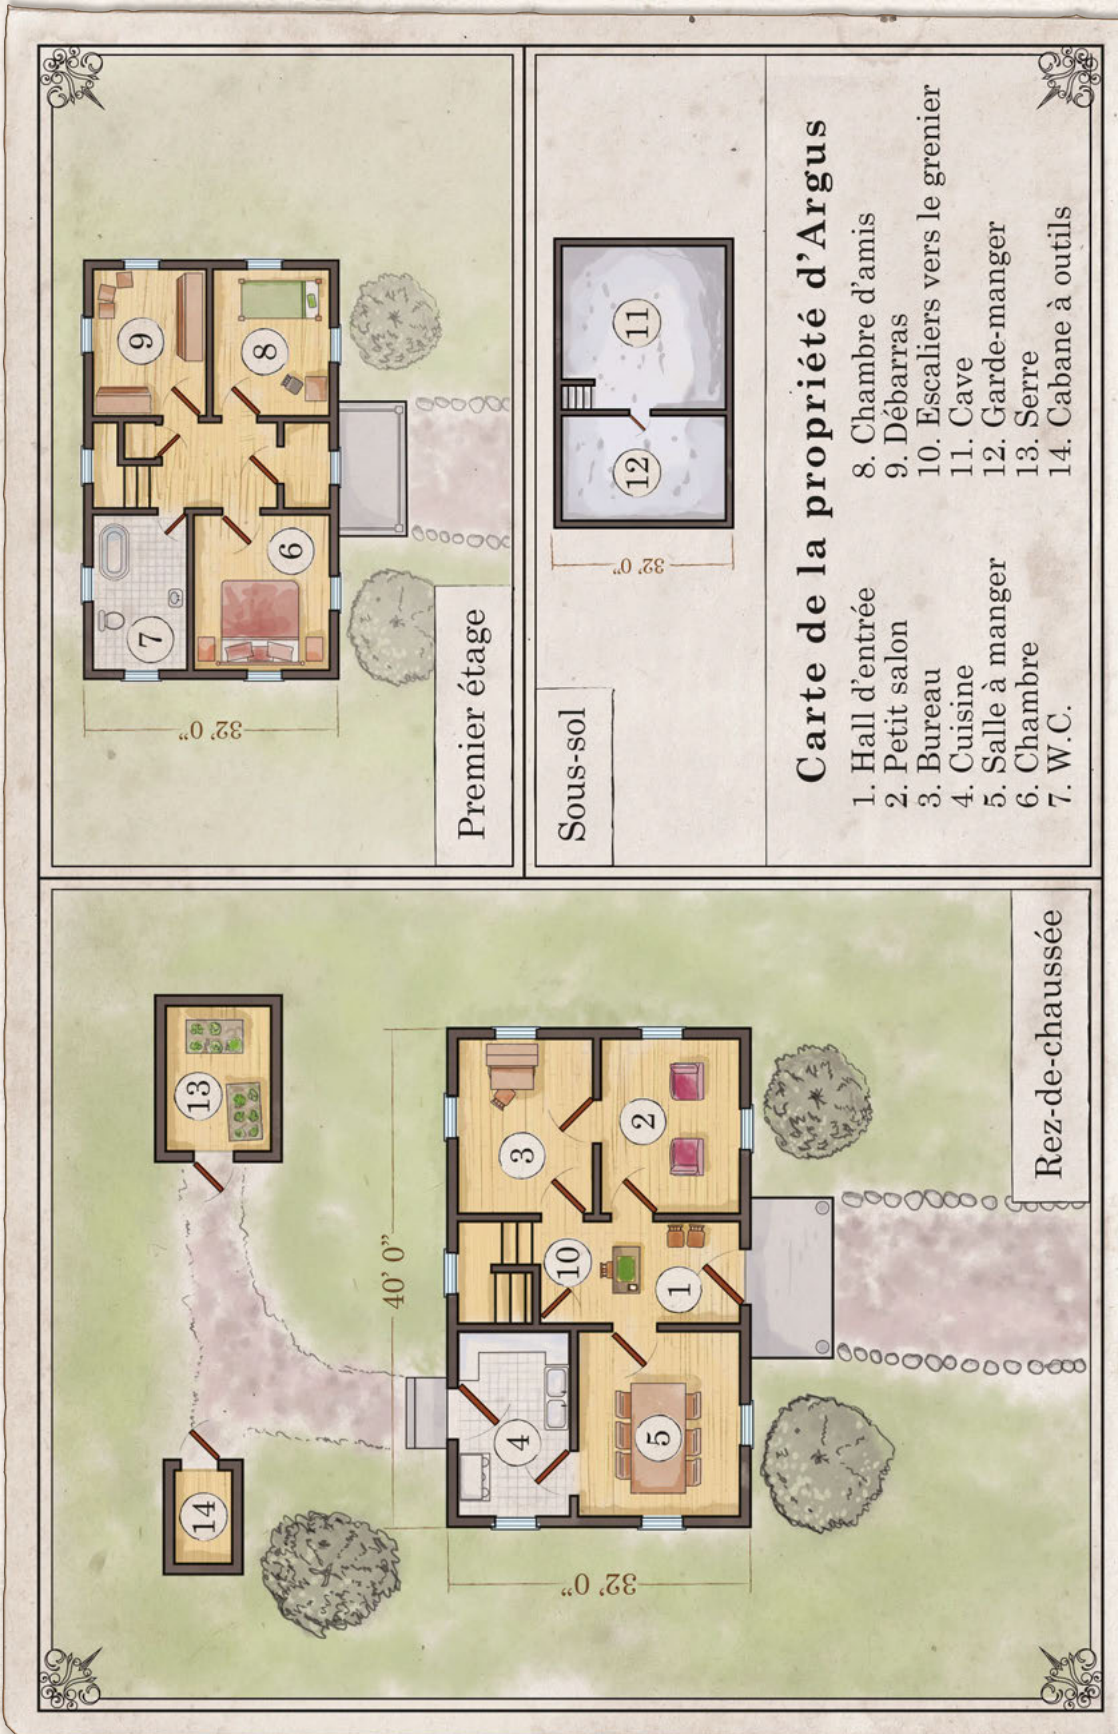 Rez-de-chaussée
40' 0”
32' 0”
1
2
3
4
5
10
13
14
Premier étage
32' 0”
6
7
8
9
Sous-sol
32' 0”
11
12
Carte de la propriété d'Argus
1. Hall d'entrée
2. Petit salon
3. Bureau
4. Cuisine
5. Salle à manger
6. Chambre
7. W.C.
8. Chambre d'amis
9. Débarras
10. Escaliers vers le grenier
11. Cave
12. Garde-manger
13. Serre
14. Cabane à outils